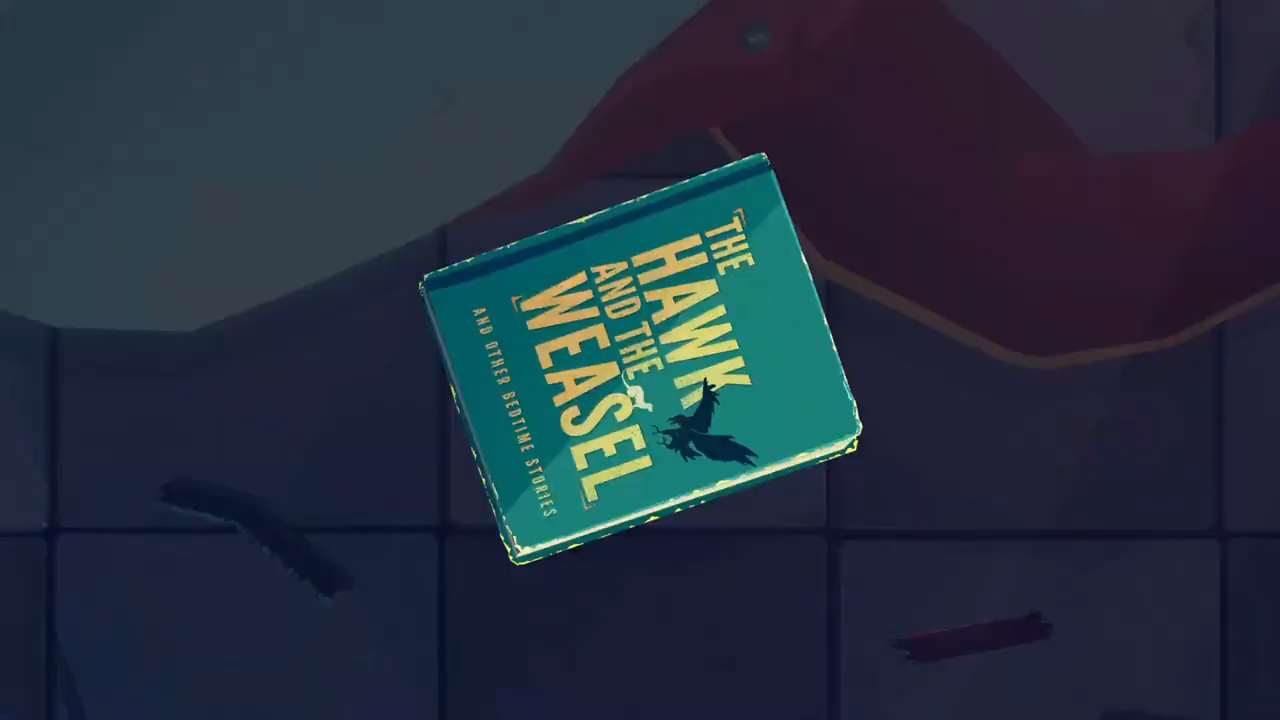 THE
HAWK
AND THE
WEASEL
AND OTHER BEDTIME STORIES